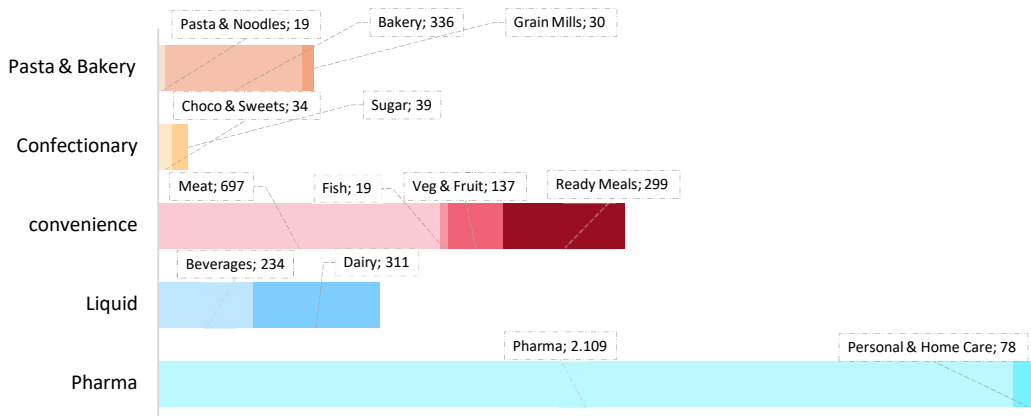 Pasta & Noodles; 19
Bakery; 336
Grain Mills; 30
Pasta & Bakery
Choco & Sweets; 34
Sugar; 39
Confectionary
Meat; 697
Fish; 19
Veg & Fruit; 137
Ready Meals; 299
convenience
Beverages; 234
Dairy; 311
Liquid
Pharma; 2.109
Personal & Home Care; 78
Pharma